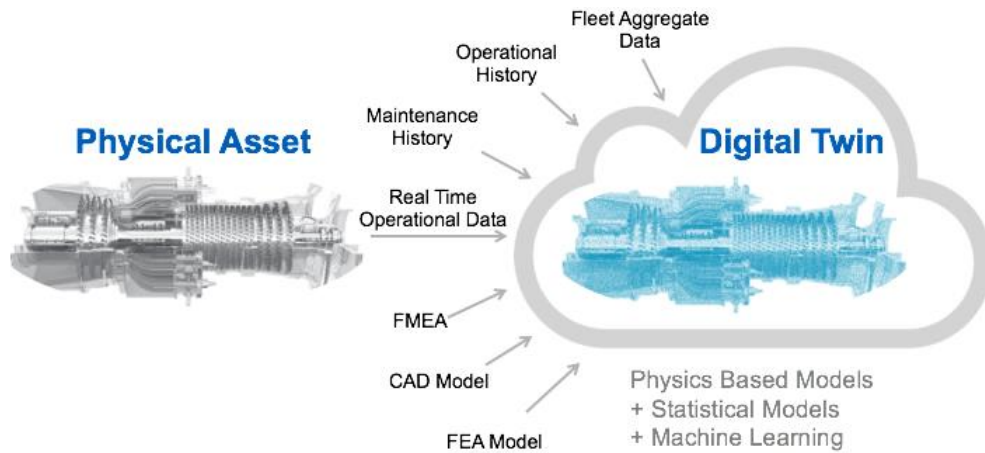 Fleet Aggregate
Data
Operational
History
Maintenance
History
Physical Asset
Digital Twin
Real Time
Operational Data
FMEA
CAD Model
FEA Model
Physics Based Models
+ Statistical Models
+ Machine Learning